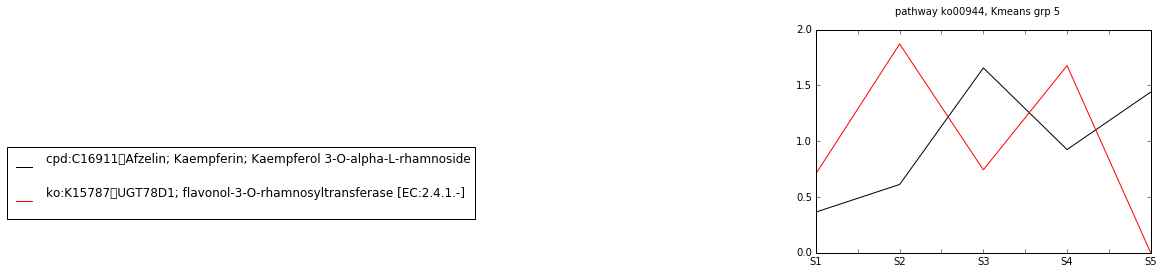 pathway ko00944, Kmeans grp 5
2.0
1.5
1.0
0.5
0.0
S1 S2 S3 S4 S5
cpd:C16911▯Afzelin; Kaempferin; Kaempferol 3-O-alpha-L-rhamnoside
ko:K15787▯UGT78D1; flavonol-3-O-rhamnosyltransferase [EC:2.4.1.-]